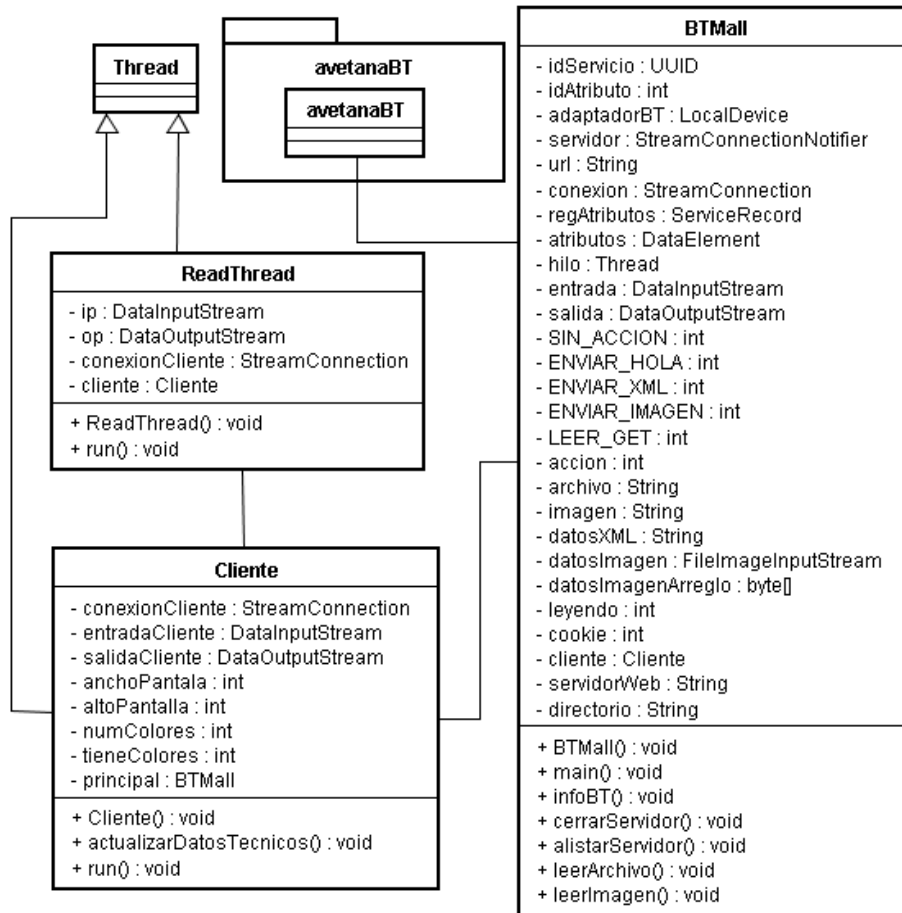 Thread
avetanaBT
avetanaBT
ReadThread
- ip : DataInputStream
- op : DataOutputStream
- conexionCliente : StreamConnection
- cliente : Cliente
+ ReadThread() : void
+ run() : void
Cliente
- conexionCliente : StreamConnection
- entradaCliente : DataInputStream
- salidaCliente : DataOutputStream
- anchoPantala : int
- altoPantalla : int
- numColores : int
- tieneColores : int
- principal : BTMall
+ Cliente() : void
+ actualizarDatosTecnicos() : void
+ run() : void
BTMall
- idServicio : UUID
- idAtributo : int
- adaptadorBT : LocalDevice
- servidor : StreamConnectionNotifier
- url : String
- conexion : StreamConnection
- regAtributos : ServiceRecord
- atributos : DataElement
- hilo : Thread
- entrada : DataInputStream
- salida : DataOutputStream
- SIN_ACCION : int
- ENVIAR_HOLA : int
- ENVIAR_XML : int
- ENVIAR_IMAGEN : int
- LEER_GET : int
- accion : int
- archivo : String
- imagen : String
- datosXML : String
- datosImagen : FileImageInputStream
- datosImagenArreglo : byte[]
- leyendo : int
- cookie : int
- cliente : Cliente
- servidorWeb : String
- directorio : String
+ BTMall() : void
+ main() : void
+ infoBT() : void
+ cerrarServidor() : void
+ alistarServidor() : void
+ leerArchivo() : void
+ leerImagen() : void